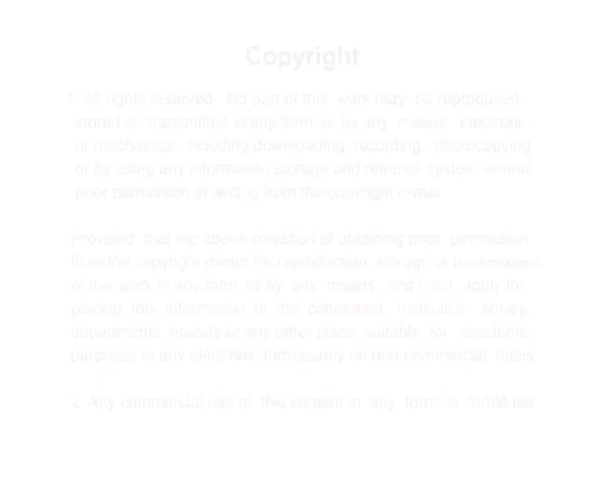 Copyright
1. All rights reserved. No part of this work may be reproduced
stored or transmitted in any form or by any means, electronic
or mechanical, including downloading, recording, photocopying
or by using any information storage and retrieval system without
prior permission in writing from the copyright owner.
Provided that the above condition of obtaining prior permission
from the copyright owner for reproduction, storage or transmission
of this work in any form or by any means shall not apply for
placing this information in the concerned Institute's library,
departments, hostels or any other place suitable for academic
purposes in any electronic form purely on non-commercial basis
2. Any commercial use of this content in any form is forbidden